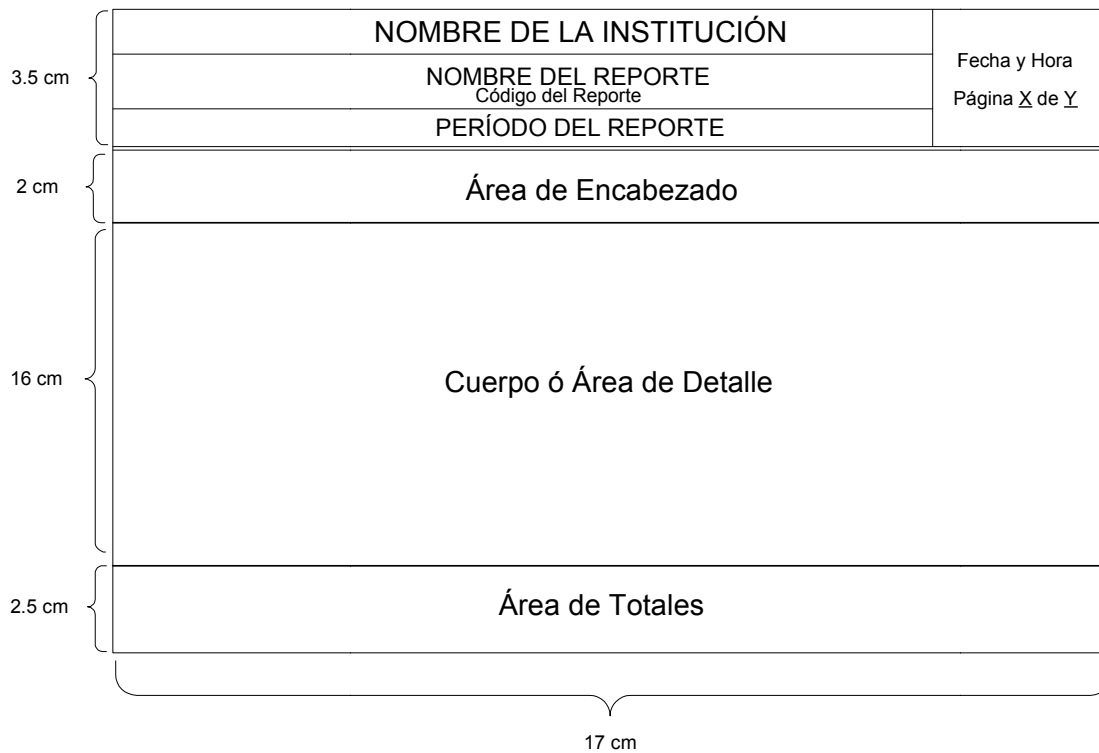 NOMBRE DE LA INSTITUCIÓN
Fecha y Hora
3.5 cm
NOMBRE DEL REPORTE
Código del Reporte
Página X de Y
PERÍODO DEL REPORTE
2 cm
Área de Encabezado
16 cm
Cuerpo ó Área de Detalle
2.5 cm
Área de Totales
17 cm